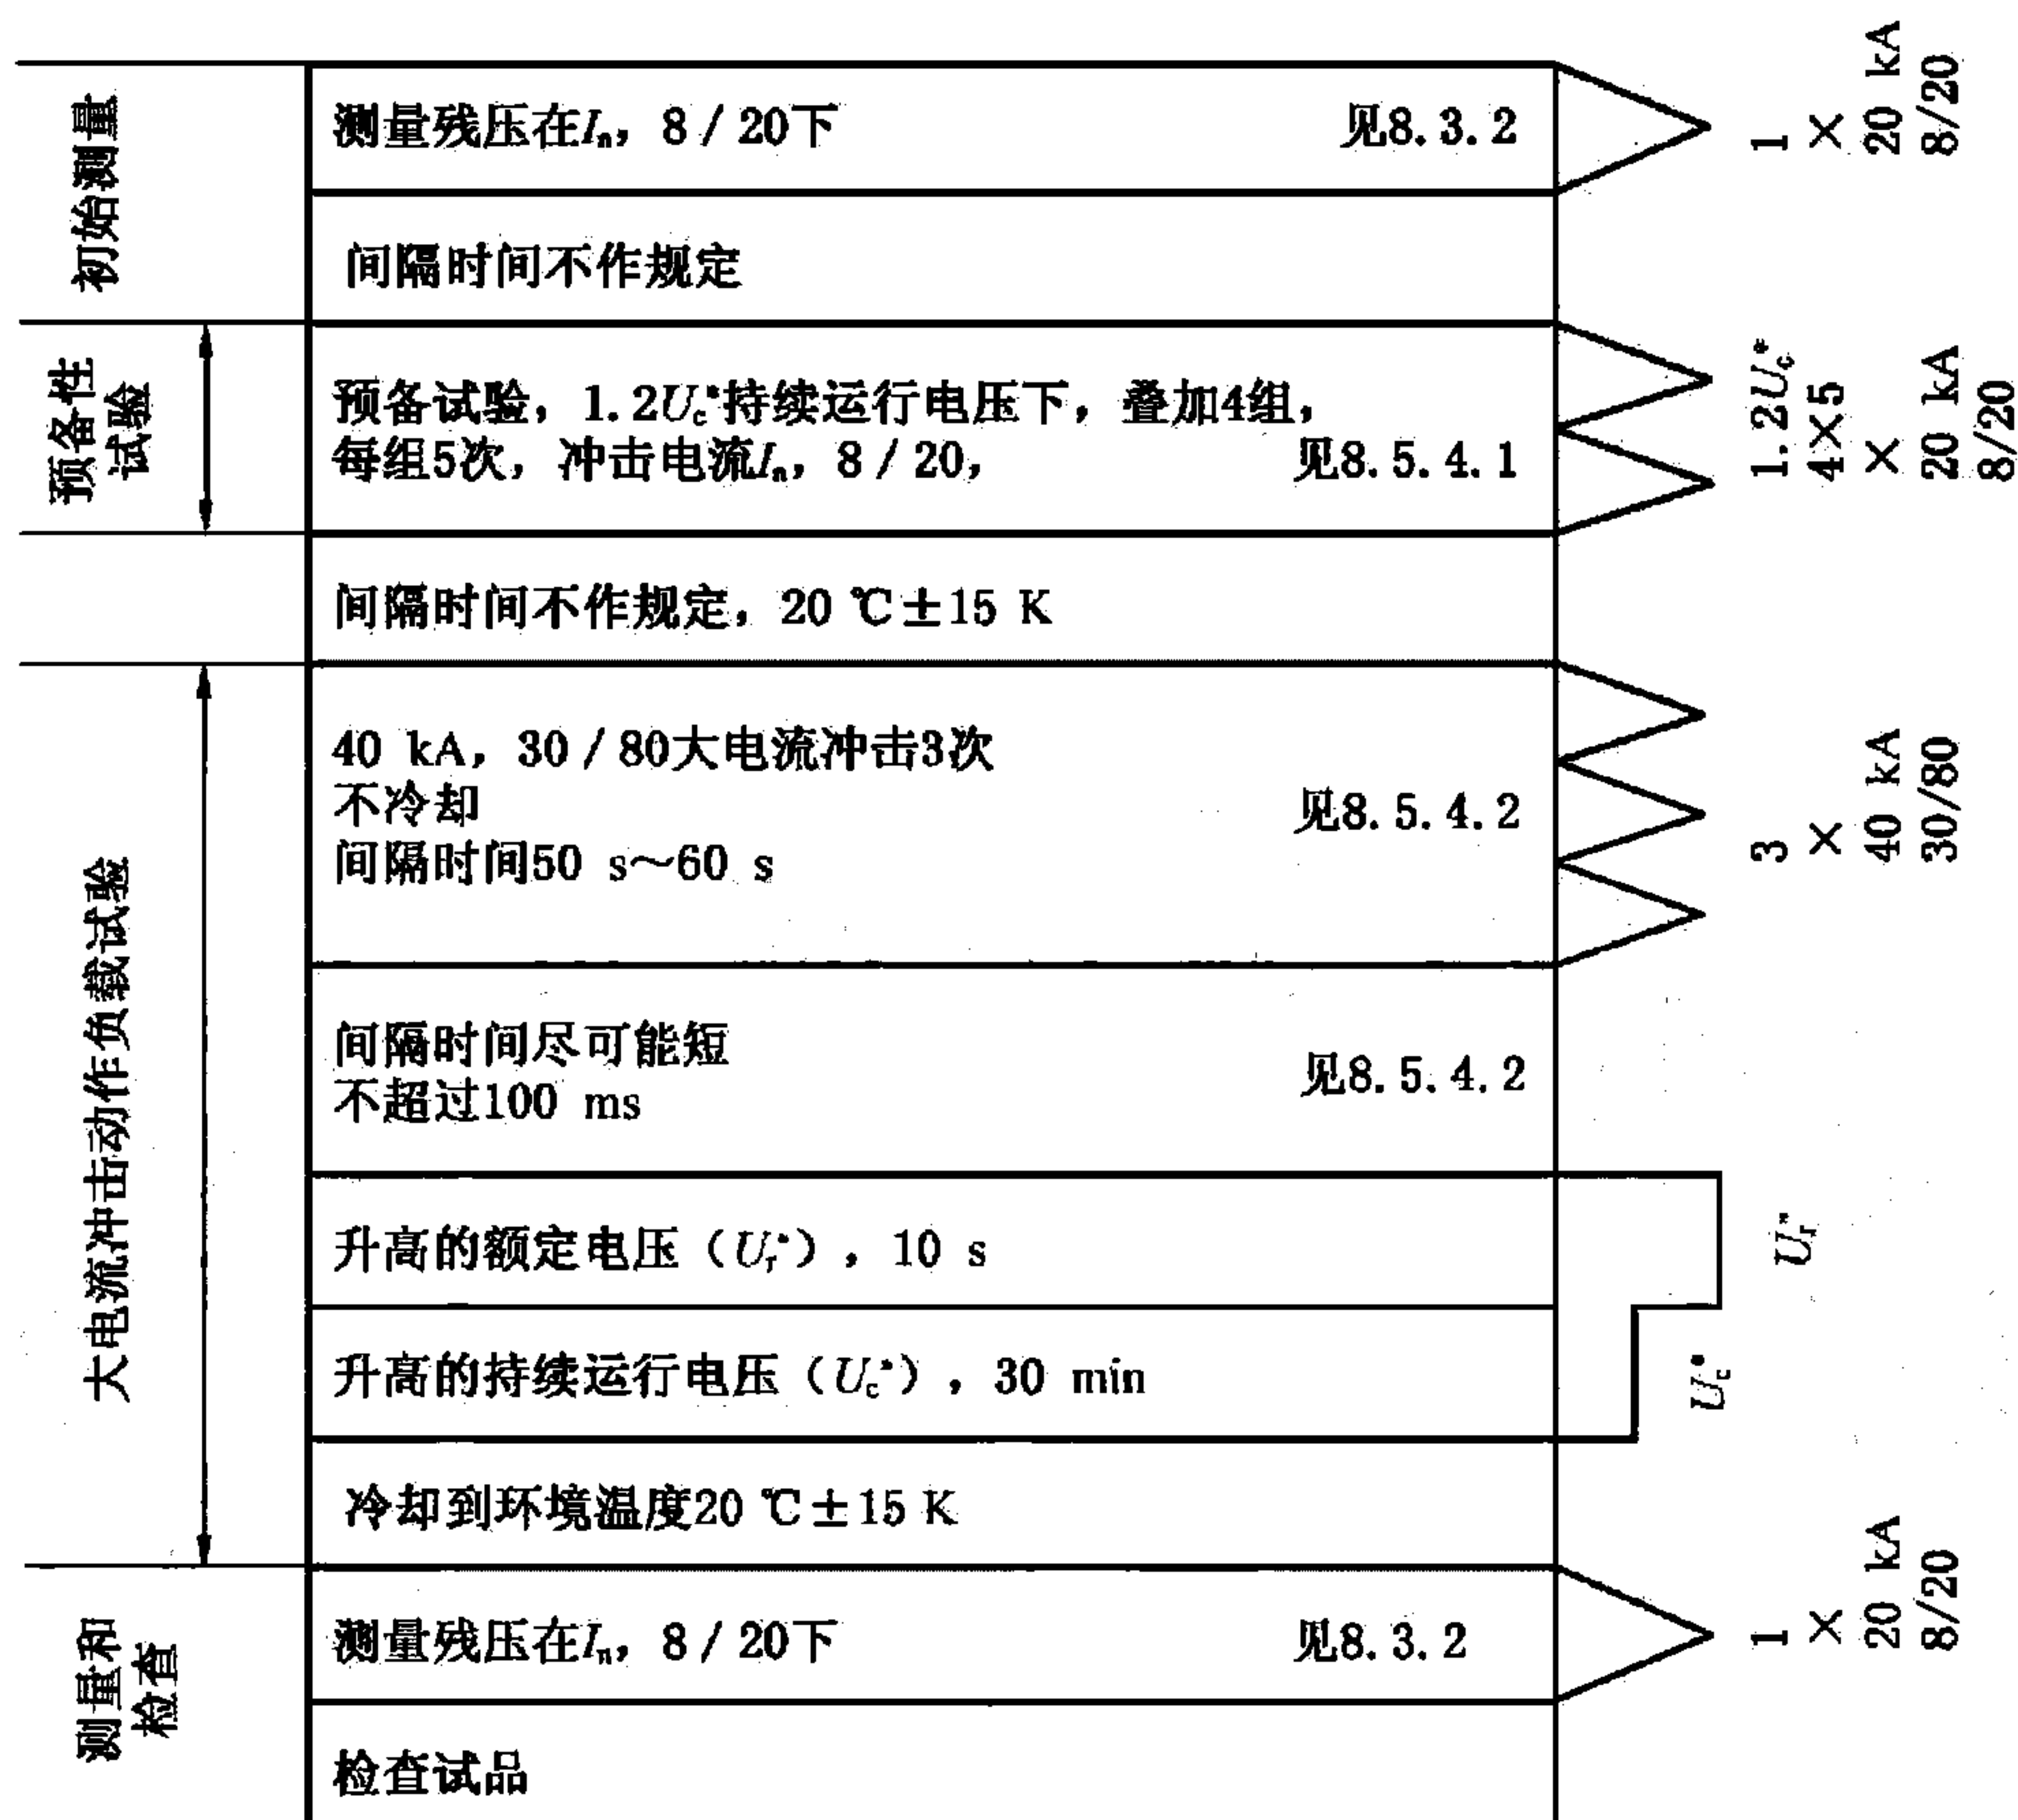 初始测量
测量残压在Iₙ，8/20下 见8.3.2
1 × 20 kA 8/20
间隔时间不作规定
预备性
试验
预备试验，1.2U꜀*持续运行电压下，叠加4组，
每组5次，冲击电流Iₙ，8/20， 见8.5.4.1
1.2U꜀* 4×5 × 20 kA 8/20
间隔时间不作规定，20 ℃±15 K
大电流冲击动作负载试验
40 kA，30/80大电流冲击3次
不冷却
间隔时间50 s～60 s
见8.5.4.2
3 × 40 kA 30/80
间隔时间尽可能短
不超过100 ms
见8.5.4.2
升高的额定电压（Uᵣ*），10 s
Uᵣ*
升高的持续运行电压（U꜀*），30 min
U꜀*
冷却到环境温度20 ℃±15 K
测量和
检查
测量残压在Iₙ，8/20下 见8.3.2
1 × 20 kA 8/20
检查试品